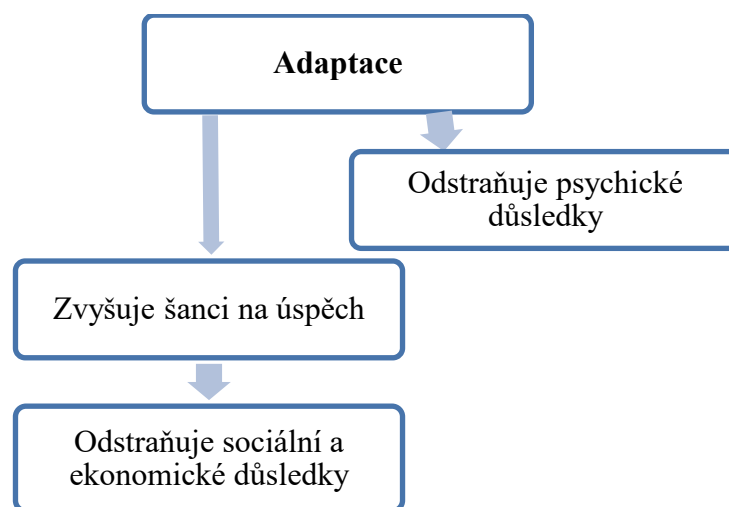 Adaptace
Odstraňuje psychické
důsledky
Zvyšuje šanci na úspěch
Odstraňuje sociální a
ekonomické důsledky